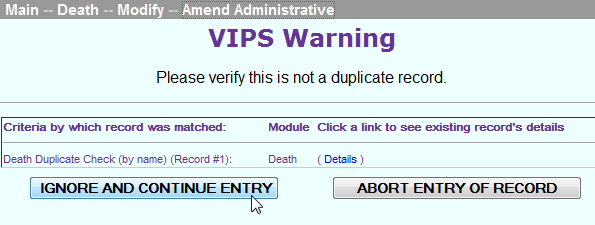 Main -- Death -- Modify -- Amend Administrative
VIPS Warning
Please verify this is not a duplicate record.
Criteria by which record was matched: Module Click a link to see existing record's details
Death Duplicate Check (by name) (Record #1): Death ( Details )
IGNORE AND CONTINUE ENTRY ABORT ENTRY OF RECORD